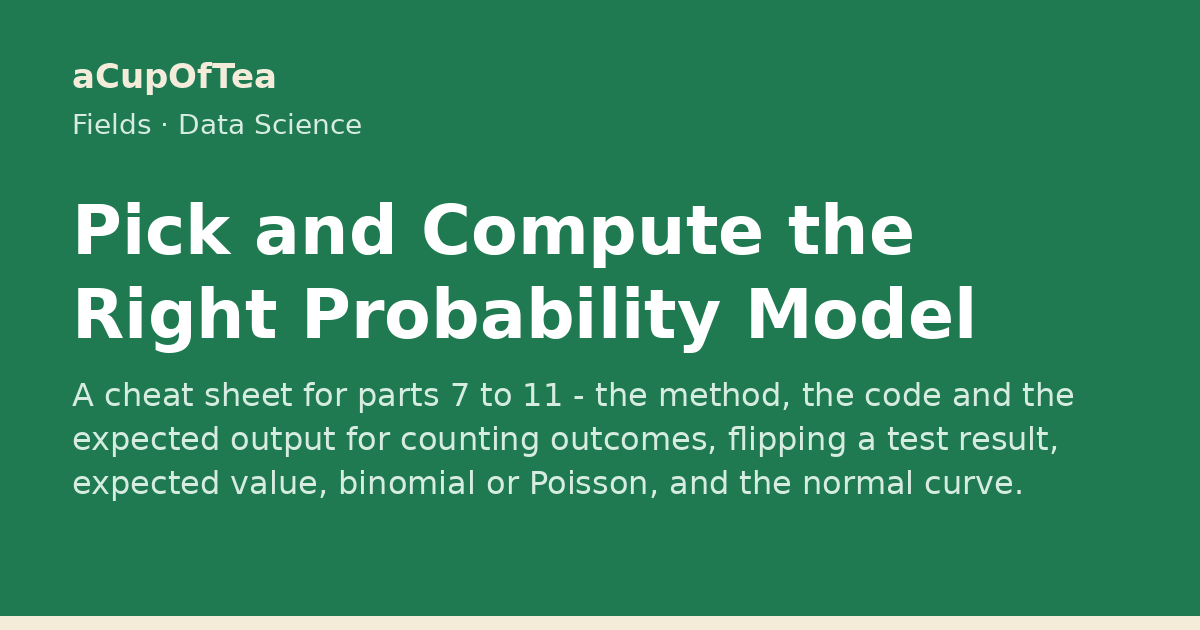 aCupOfTea
Fields · Data Science
Pick and Compute the
Right Probability Model
A cheat sheet for parts 7 to 11 - the method, the code and the
expected output for counting outcomes, flipping a test result,
expected value, binomial or Poisson, and the normal curve.